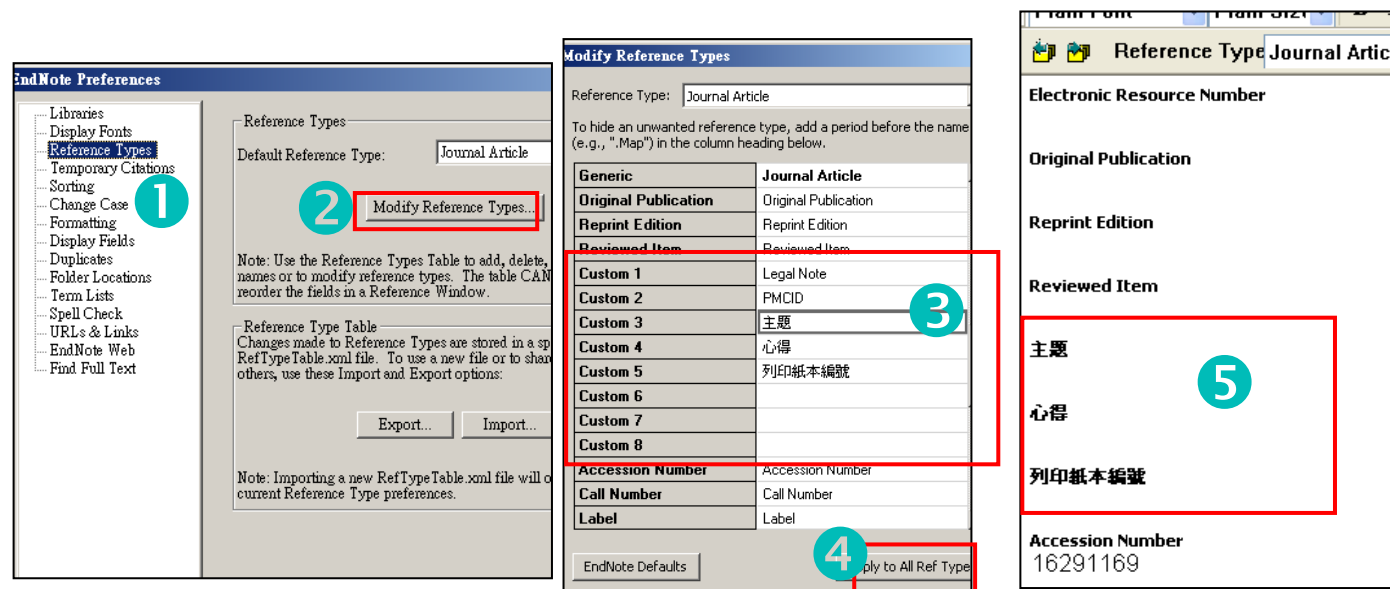 EndNote Preferences
Libraries
Display Fonts
Reference Types
Temporary Citations
Sorting
Change Case
Formatting
Display Fields
Duplicates
Folder Locations
Term Lists
Spell Check
URLs & Links
EndNote Web
Find Full Text
1
Reference Types
Default Reference Type: Journal Article
2
Modify Reference Types...
Note: Use the Reference Types Table to add, delete,
names or to modify reference types. The table CAN
reorder the fields in a Reference Window.
Reference Type Table
Changes made to Reference Types are stored in a sp
RefTypeTable.xml file. To use a new file or to shar
others, use these Import and Export options:
Export... Import...
Note: Importing a new RefTypeTable.xml file will o
current Reference Type preferences.
Modify Reference Types
Reference Type: Journal Article
To hide an unwanted reference type, add a period before the name
(e.g., ".Map") in the column heading below.
Generic Journal Article
Original Publication Original Publication
Reprint Edition Reprint Edition
Reviewed Item Reviewed Item
Custom 1 Legal Note
Custom 2 PMCID
Custom 3 主題
Custom 4 心得
Custom 5 列印紙本編號
Custom 6
Custom 7
Custom 8
3
Accession Number Accession Number
Call Number Call Number
Label Label
4
EndNote Defaults ply to All Ref Type
Plain Font Plain Size
Reference Type Journal Artic
Electronic Resource Number
Original Publication
Reprint Edition
Reviewed Item
主題
心得
列印紙本編號
5
Accession Number
16291169